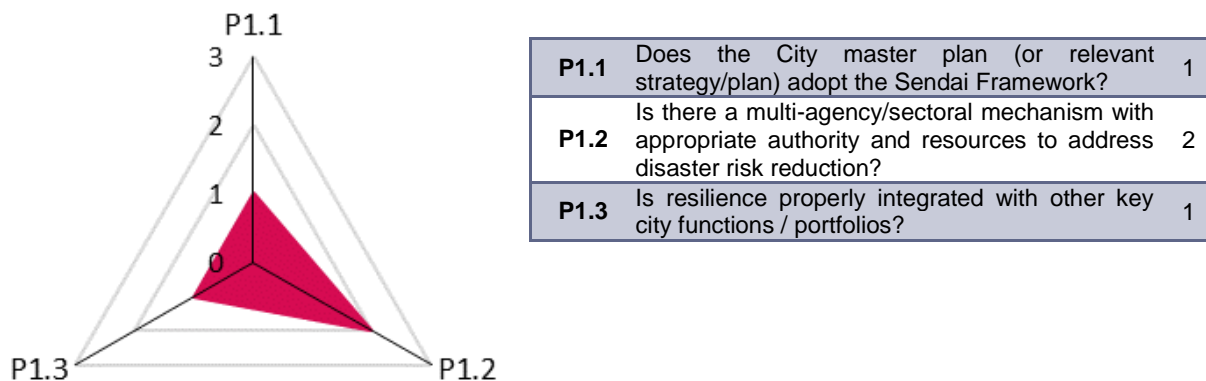 P1.1
3
2
1
0
P1.3
P1.2
P1.1 Does the City master plan (or relevant
strategy/plan) adopt the Sendai Framework? 1
Is there a multi-agency/sectoral mechanism with
P1.2 appropriate authority and resources to address 2
disaster risk reduction?
P1.3 Is resilience properly integrated with other key
city functions / portfolios? 1